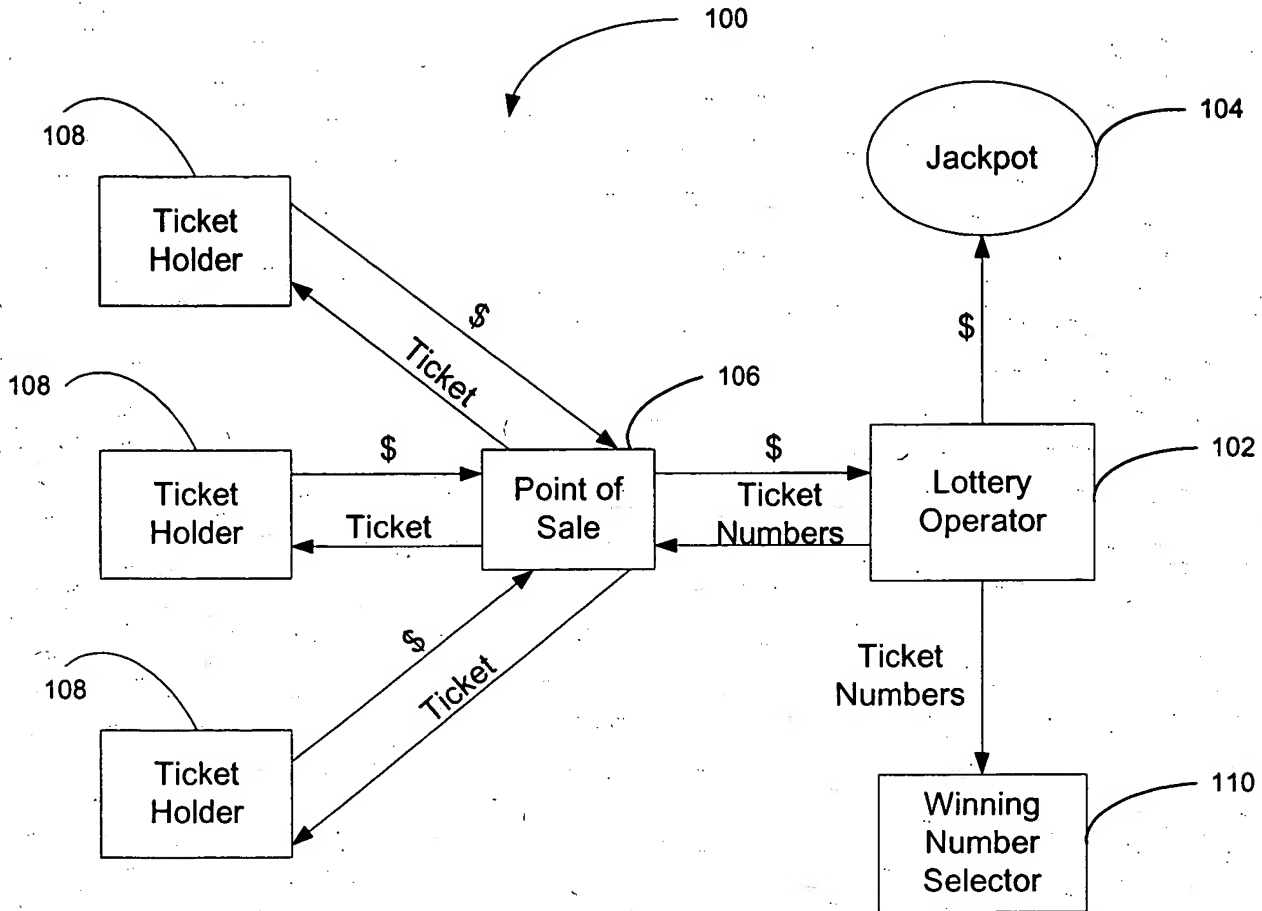 100
104
Jackpot
108
Ticket
Holder
$
$
Ticket
108
106
Ticket
Holder
$
Ticket
Point of
Sale
$
Ticket
Numbers
Lottery
Operator
102
108
Ticket
Holder
$
Ticket
Ticket
Numbers
Winning
Number
Selector
110